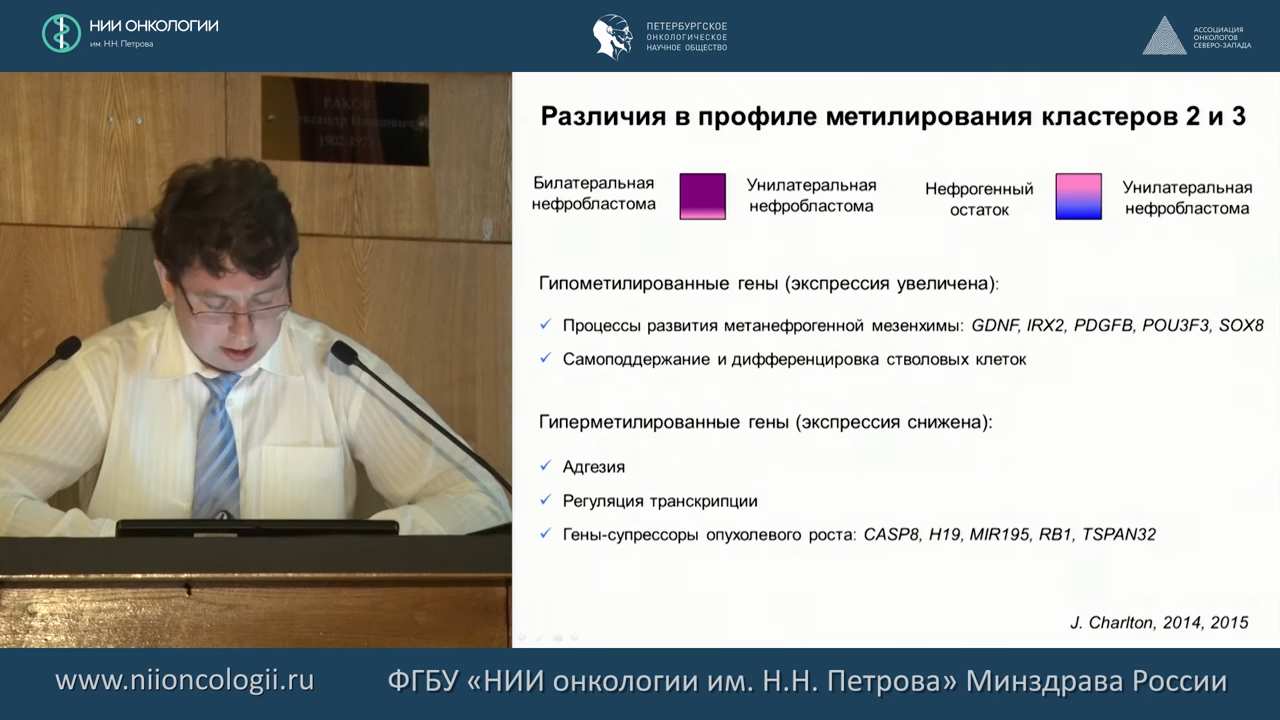 НИИ ОНКОЛОГИИ
им. Н.Н. Петрова
ПЕТЕРБУРГСКОЕ
ОНКОЛОГИЧЕСКОЕ
НАУЧНОЕ ОБЩЕСТВО
АССОЦИАЦИЯ
ОНКОЛОГОВ
СЕВЕРО-ЗАПАДА
РАКОВ
1902-1972
Различия в профиле метилирования кластеров 2 и 3
Билатеральная
нефробластома
Унилатеральная
нефробластома
Нефрогенный
остаток
Унилатеральная
нефробластома
Гипометилированные гены (экспрессия увеличена):
✓ Процессы развития метанефрогенной мезенхимы: GDNF, IRX2, PDGFB, POU3F3, SOX8
✓ Самоподдержание и дифференцировка стволовых клеток
Гиперметилированные гены (экспрессия снижена):
✓ Адгезия
✓ Регуляция транскрипции
✓ Гены-супрессоры опухолевого роста: CASP8, H19, MIR195, RB1, TSPAN32
J. Charlton, 2014, 2015
www.niioncologii.ru
ФГБУ «НИИ онкологии им. Н.Н. Петрова» Минздрава России